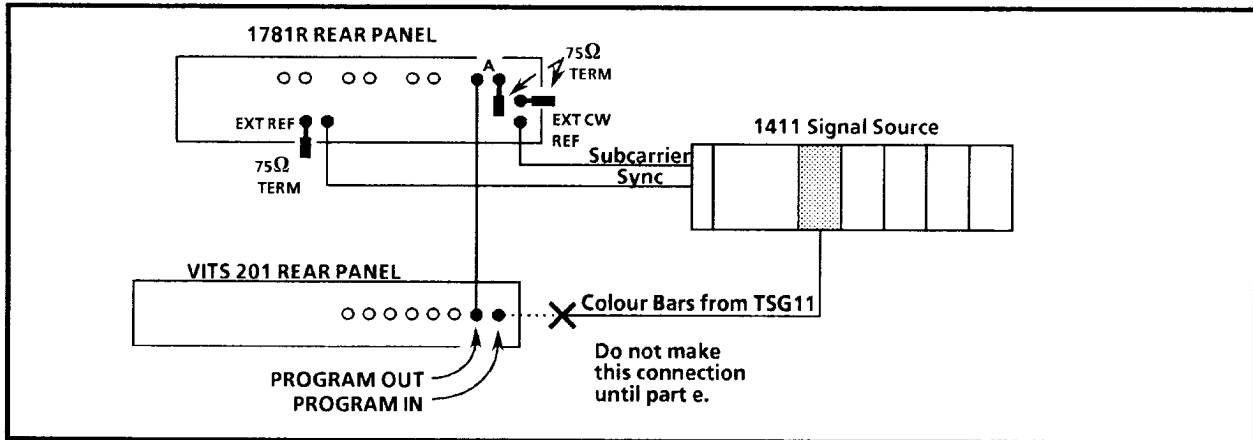 1781R REAR PANEL
A
75Ω
TERM
EXT REF
EXT CW
REF
75Ω
TERM
1411 Signal Source
Subcarrier
Sync
VITS 201 REAR PANEL
Colour Bars from TSG11
Do not make
this connection
until part e.
PROGRAM OUT
PROGRAM IN